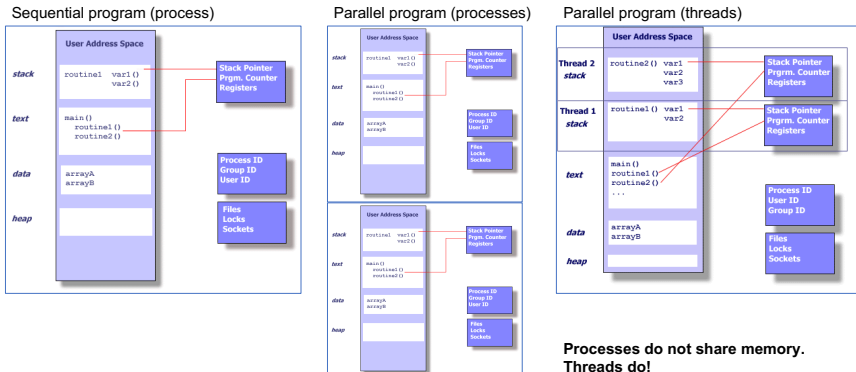 Sequential program (process)
User Address Space
stack
routine1 var1()
var2()
Stack Pointer
Prgrm. Counter
Registers
text
main()
routine1()
routine2()
data
arrayA
arrayB
Process ID
Group ID
User ID
heap
Files
Locks
Sockets
Parallel program (processes)
User Address Space
stack
routine1 var1()
var2()
Stack Pointer
Prgrm. Counter
Registers
text
main()
routine1()
routine2()
data
arrayA
arrayB
Process ID
Group ID
User ID
heap
Files
Locks
Sockets
User Address Space
stack
routine1 var1()
var2()
Stack Pointer
Prgrm. Counter
Registers
text
main()
routine1()
routine2()
data
arrayA
arrayB
Process ID
Group ID
User ID
heap
Files
Locks
Sockets
Parallel program (threads)
User Address Space
Thread 2
stack
routine2() var1
var2
var3
Stack Pointer
Prgrm. Counter
Registers
Thread 1
stack
routine1() var1
var2
Stack Pointer
Prgrm. Counter
Registers
text
main()
routine1()
routine2()
...
Process ID
User ID
Group ID
data
arrayA
arrayB
heap
Files
Locks
Sockets
Processes do not share memory.
Threads do!